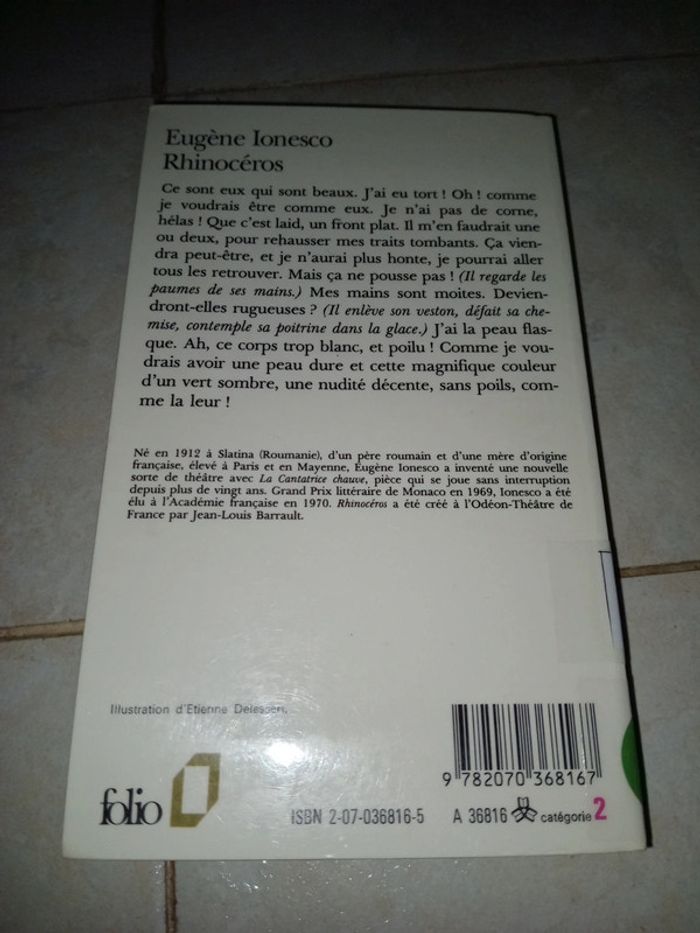 Eugène Ionesco
Rhinocéros
Ce sont eux qui sont beaux. J'ai eu tort ! Oh ! comme
je voudrais être comme eux. Je n'ai pas de corne,
hélas ! Que c'est laid, un front plat. Il m'en faudrait une
ou deux, pour rehausser mes traits tombants. Ça vien-
dra peut-être, et je n'aurai plus honte, je pourrai aller
tous les retrouver. Mais ça ne pousse pas ! (Il regarde les
paumes de ses mains.) Mes mains sont moites. Devien-
dront-elles rugueuses ? (Il enlève son veston, défait sa che-
mise, contemple sa poitrine dans la glace.) J'ai la peau flas-
que. Ah, ce corps trop blanc, et poilu ! Comme je vou-
drais avoir une peau dure et cette magnifique couleur
d'un vert sombre, une nudité décente, sans poils, com-
me la leur !
Né en 1912 à Slatina (Roumanie), d'un père roumain et d'une mère d'origine
française, élevé à Paris et en Mayenne, Eugène Ionesco a inventé une nouvelle
sorte de théâtre avec La Cantatrice chauve, pièce qui se joue sans interruption
depuis plus de vingt ans. Grand Prix littéraire de Monaco en 1969, Ionesco a été
élu à l'Académie française en 1970. Rhinocéros a été créé à l'Odéon-Théâtre de
France par Jean-Louis Barrault.
Illustration d'Etienne Delessert.
9 782070 368167
folio
ISBN 2-07-036816-5 A 36816 catégorie 2